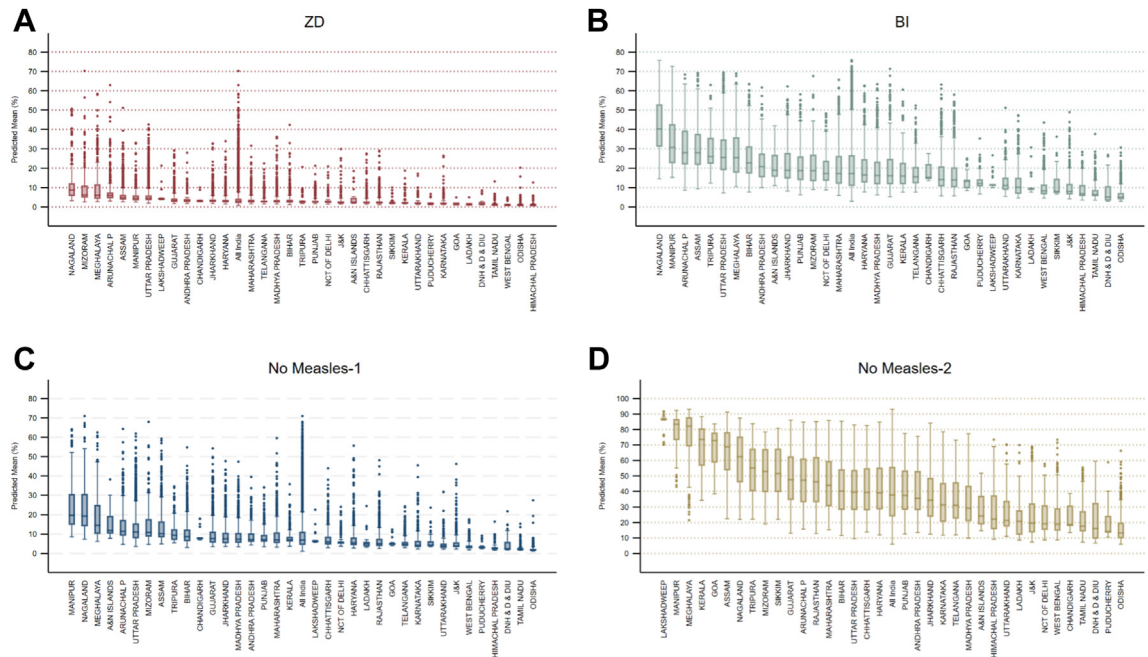 A
ZD
Predicted Mean (%)
80
70
60
50
40
30
20
10
0
NAGALAND
MIZORAM
MEGHALAYA
ARUNACHAL P
ASSAM
MANIPUR
UTTAR PRADESH
LAKSHADWEEP
GUJARAT
ANDHRA PRADESH
CHANDIGARH
JHARKHAND
HARYANA
All India
MAHARASHTRA
TELANGANA
MADHYA PRADESH
BIHAR
TRIPURA
PUNJAB
NCT OF DELHI
J&K
A&N ISLANDS
CHHATTISGARH
RAJASTHAN
SIKKIM
KERALA
UTTARAKHAND
PUDUCHERRY
KARNATAKA
GOA
LADAKH
DNH & D & DIU
TAMIL NADU
WEST BENGAL
ODISHA
HIMACHAL PRADESH
B
BI
Predicted Mean (%)
80
70
60
50
40
30
20
10
0
NAGALAND
MANIPUR
ARUNACHAL P
ASSAM
TRIPURA
UTTAR PRADESH
MEGHALAYA
BIHAR
ANDHRA PRADESH
A&N ISLANDS
JHARKHAND
PUNJAB
MIZORAM
NCT OF DELHI
MAHARASHTRA
All India
HARYANA
MADHYA PRADESH
GUJARAT
KERALA
TELANGANA
CHANDIGARH
CHHATTISGARH
RAJASTHAN
GOA
PUDUCHERRY
LAKSHADWEEP
UTTARAKHAND
KARNATAKA
LADAKH
WEST BENGAL
SIKKIM
J&K
HIMACHAL PRADESH
TAMIL NADU
DNH & D & DIU
ODISHA
C
No Measles-1
Predicted Mean (%)
80
70
60
50
40
30
20
10
0
MANIPUR
NAGALAND
MEGHALAYA
A&N ISLANDS
ARUNACHAL P
UTTAR PRADESH
MIZORAM
ASSAM
TRIPURA
BIHAR
CHANDIGARH
GUJARAT
JHARKHAND
MADHYA PRADESH
ANDHRA PRADESH
PUNJAB
MAHARASHTRA
KERALA
All India
LAKSHADWEEP
CHHATISGARH
NCT OF DELHI
HARYANA
LADAKH
RAJASTHAN
GOA
TELANGANA
KARNATAKA
SIKKIM
UTTARAKHAND
J&K
WEST BENGAL
PUDUCHERRY
HIMACHAL PRADESH
DNH & D & DIU
TAMIL NADU
ODISHA
D
No Measles-2
Predicted Mean (%)
100
90
80
70
60
50
40
30
20
10
0
LAKSHADWEEP
MANIPUR
MEGHALAYA
KERALA
GOA
ASSAM
NAGALAND
TRIPURA
MIZORAM
SIKKIM
GUJARAT
ARUNACHAL P
RAJASTHAN
MAHARASHTRA
BIHAR
UTTAR PRADESH
CHHATTISGARH
HARYANA
All India
PUNJAB
ANDHRA PRADESH
JHARKHAND
KARNATAKA
TELANGANA
MADHYA PRADESH
A&N ISLANDS
HIMACHAL PRADESH
UTTARAKHAND
LADAKH
J&K
NCT OF DELHI
WEST BENGAL
CHANDIGARH
TAMIL NADU
DNH & D & DIU
PUDUCHERRY
ODISHA